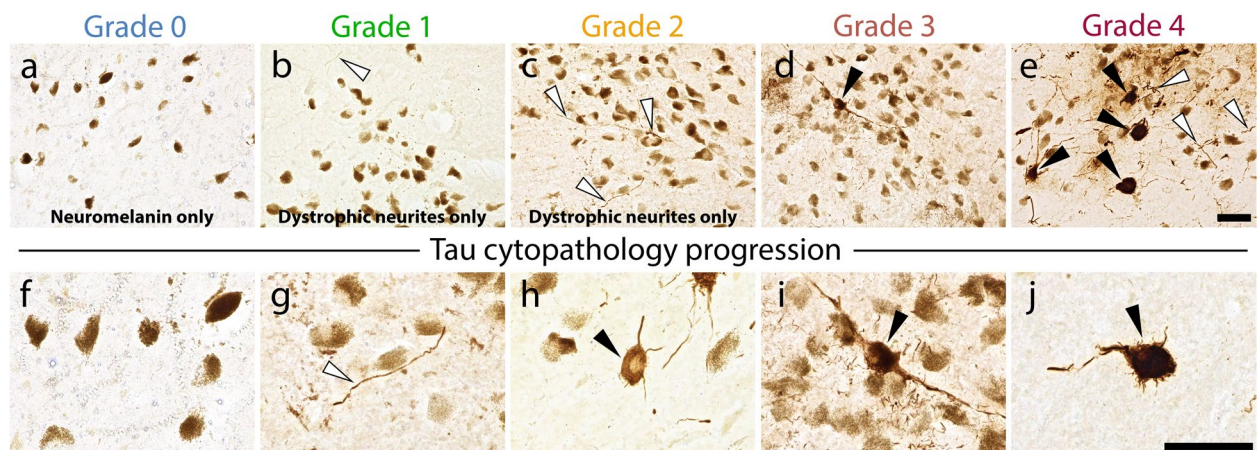 Grade 0 Grade 1 Grade 2 Grade 3 Grade 4
a b c d e
Neuromelanin only Dystrophic neurites only Dystrophic neurites only
Tau cytopathology progression
f g h i j